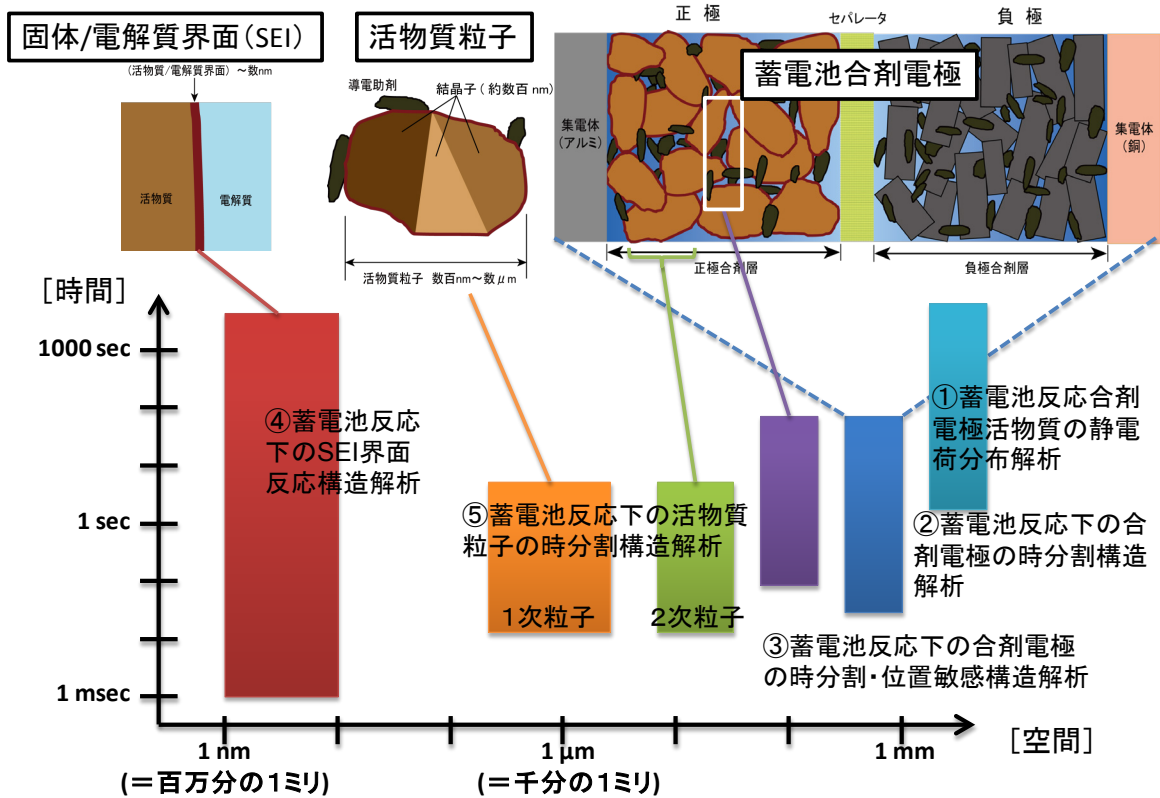 固体/電解質界面(SEI)
(活物質/電解質界面) ～数nm
活物質
電解質
活物質粒子
導電助剤
結晶子 ( 約数百 nm)
活物質粒子 数百nm～数μm
正 極
セパレータ
負 極
蓄電池合剤電極
集電体
(アルミ)
集電体
(銅)
正極合剤層
負極合剤層
[時間]
1000 sec
1 sec
1 msec
④蓄電池反応
下のSEI界面
反応構造解析
⑤蓄電池反応下の活物質
粒子の時分割構造解析
1次粒子
2次粒子
①蓄電池反応合剤
電極活物質の静電
荷分布解析
②蓄電池反応下の合
剤電極の時分割構造
解析
③蓄電池反応下の合剤電極
の時分割・位置敏感構造解析
1 nm
(＝百万分の1ミリ)
1 μm
(＝千分の1ミリ)
1 mm
[空間]